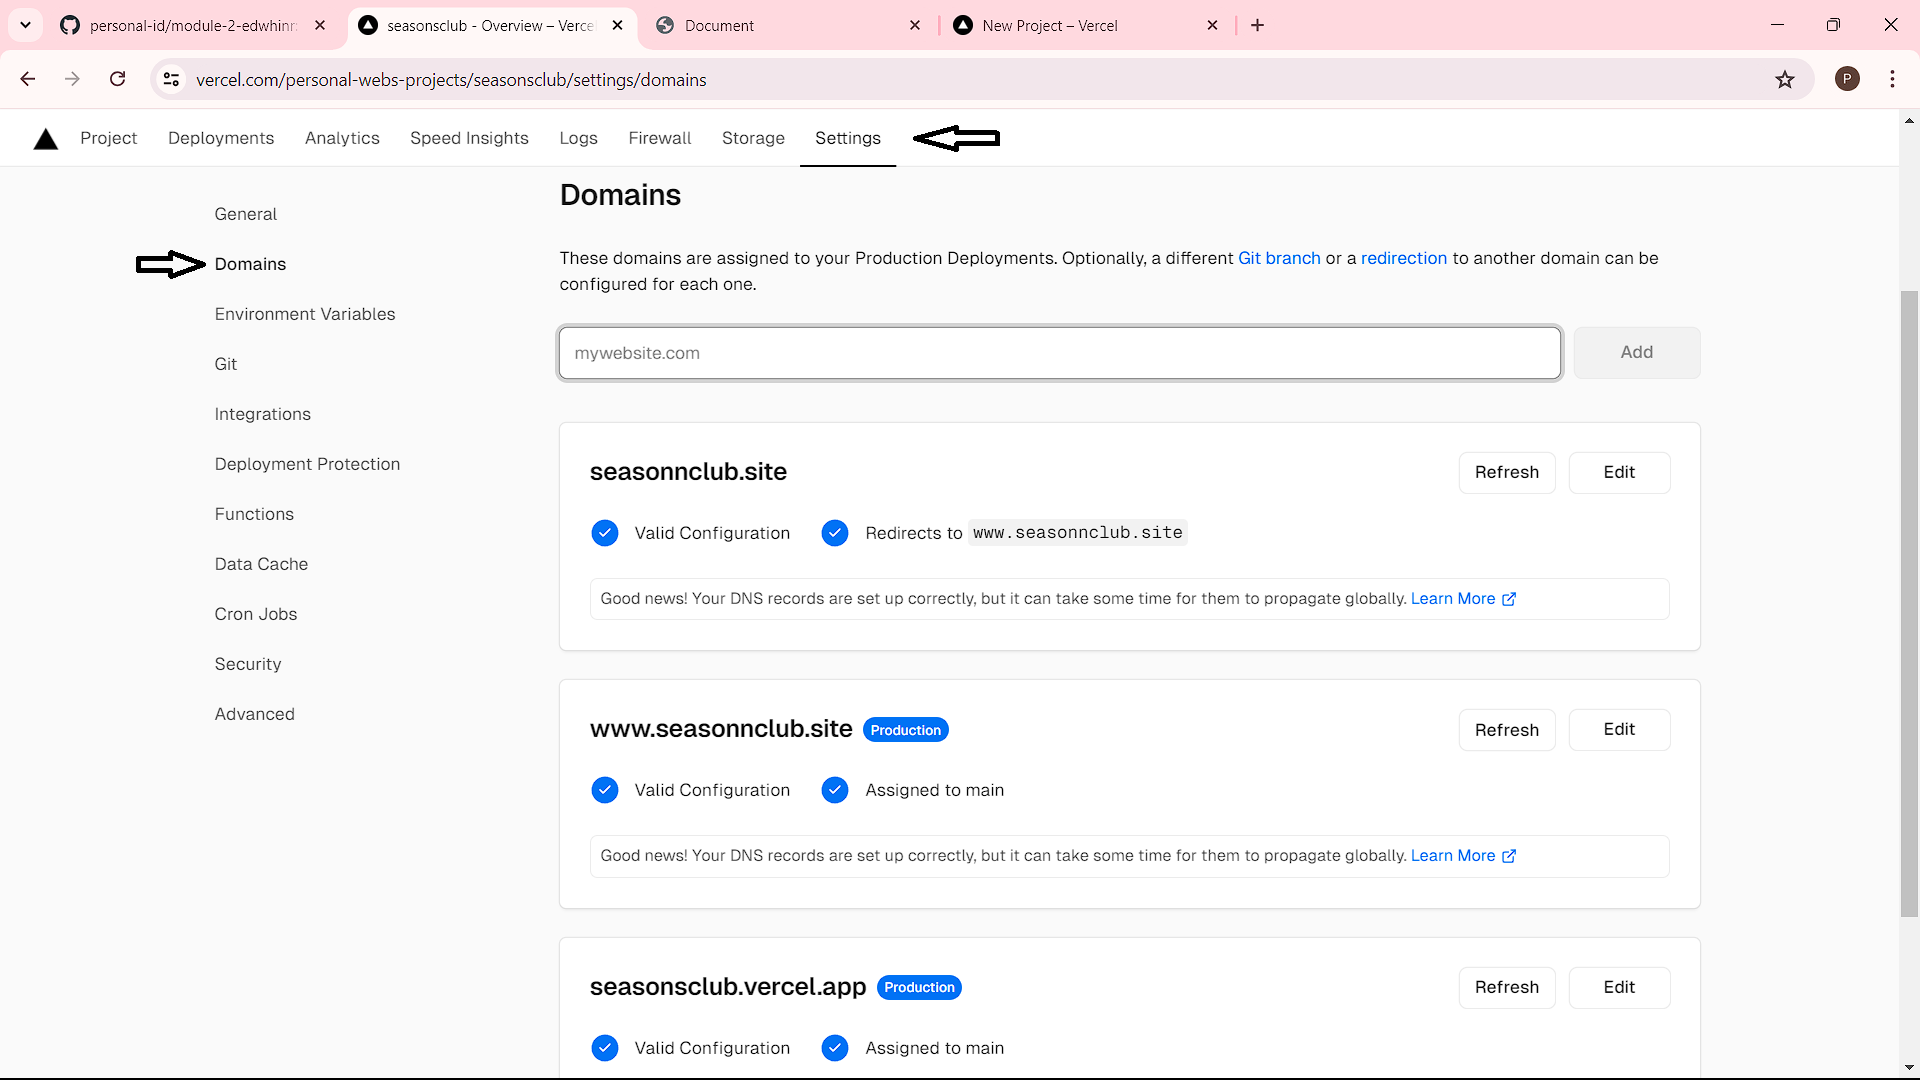 personal-id/module-2-edwhinr
seasonsclub - Overview – Verce
Document
New Project – Vercel
vercel.com/personal-webs-projects/seasonsclub/settings/domains
P
Project
Deployments
Analytics
Speed Insights
Logs
Firewall
Storage
Settings
General
Domains
Environment Variables
Git
Integrations
Deployment Protection
Functions
Data Cache
Cron Jobs
Security
Advanced
Domains
These domains are assigned to your Production Deployments. Optionally, a different Git branch or a redirection to another domain can be
configured for each one.
mywebsite.com
Add
seasonnclub.site
Refresh
Edit
Valid Configuration
Redirects to www.seasonnclub.site
Good news! Your DNS records are set up correctly, but it can take some time for them to propagate globally. Learn More
www.seasonnclub.site
Production
Refresh
Edit
Valid Configuration
Assigned to main
Good news! Your DNS records are set up correctly, but it can take some time for them to propagate globally. Learn More
seasonsclub.vercel.app
Production
Refresh
Edit
Valid Configuration
Assigned to main